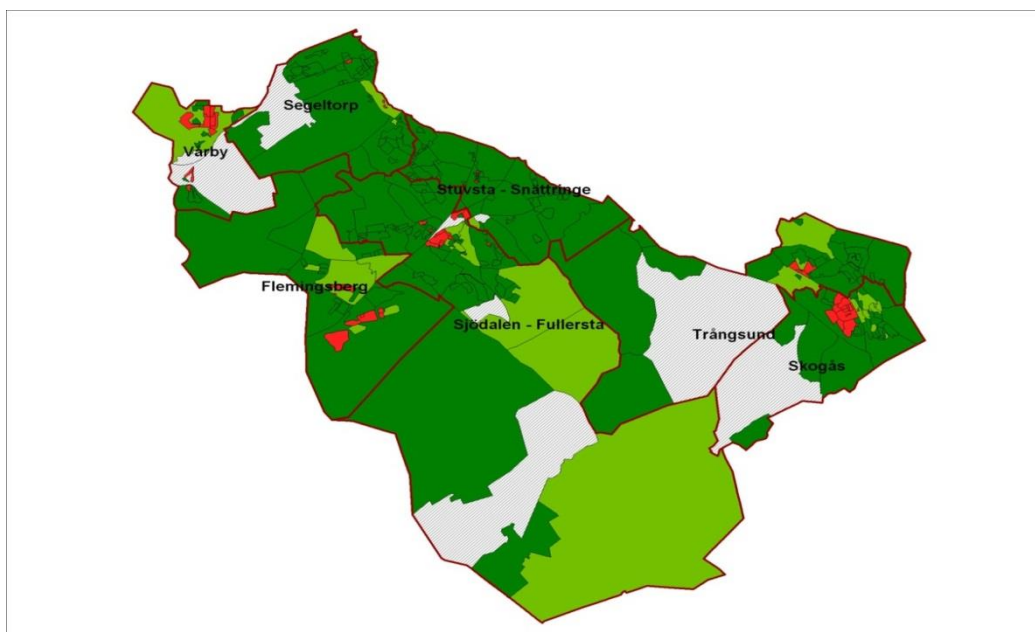 Segeltorp
Vårby
Stuvsta - Snättringe
Flemingsberg
Sjödalen - Fullersta
Trångsund
Skogås